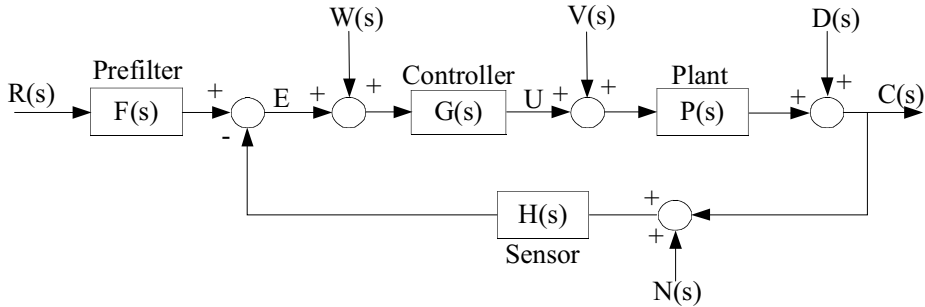 W(s)
V(s)
D(s)
Prefilter
Controller
Plant
R(s)
F(s)
+
-
E
+
+
G(s)
U
+
+
P(s)
+
+
C(s)
H(s)
Sensor
+
+
N(s)